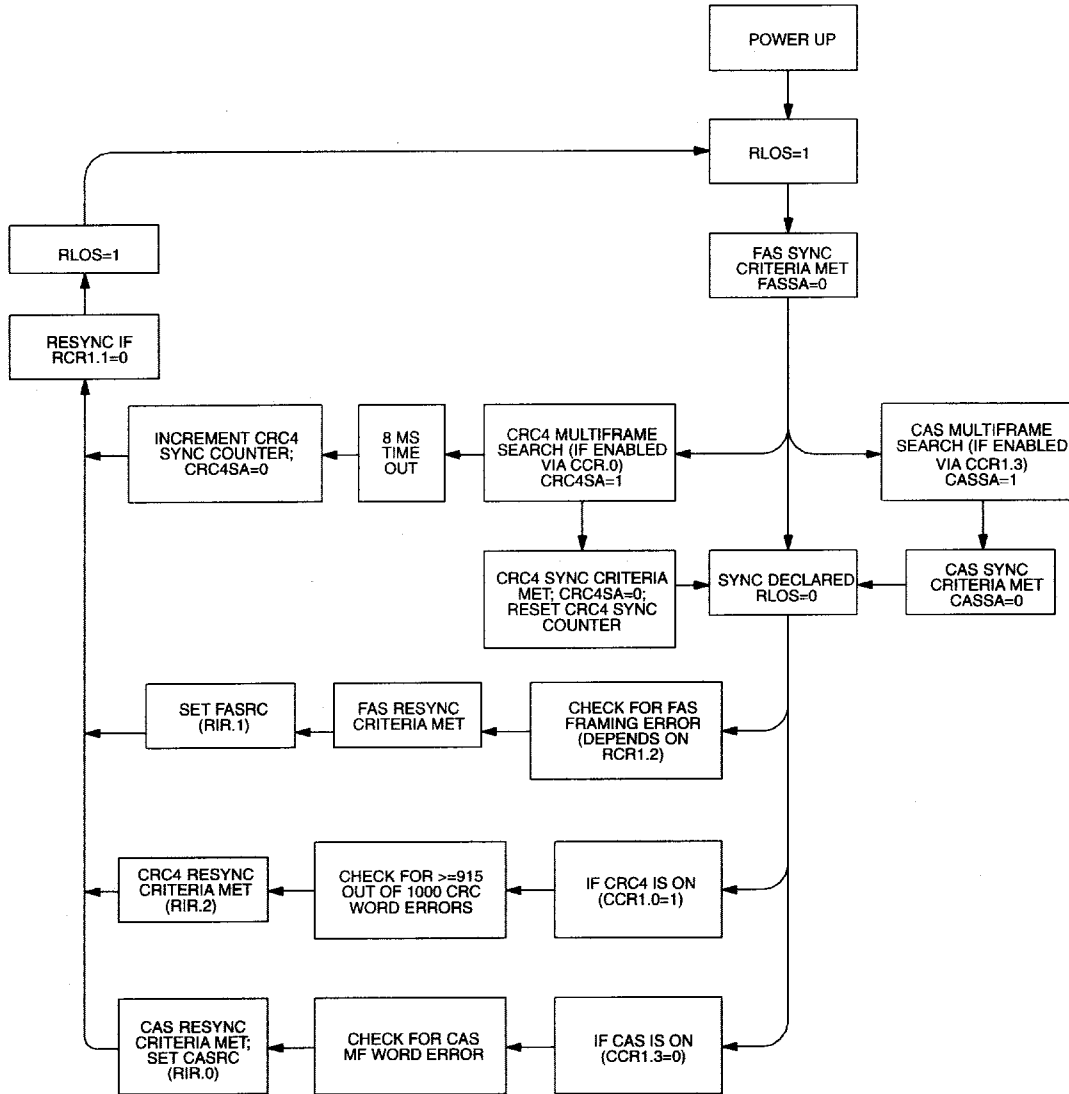 POWER UP
RLOS=1
RLOS=1
FAS SYNC
CRITERIA MET
FASSA=0
RESYNC IF
RCR1.1=0
INCREMENT CRC4
SYNC COUNTER;
CRC4SA=0
8 MS
TIME
OUT
CRC4 MULTIFRAME
SEARCH (IF ENABLED
VIA CCR.0)
CRC4SA=1
CAS MULTIFRAME
SEARCH (IF ENABLED
VIA CCR1.3)
CASSA=1
CRC4 SYNC CRITERIA
MET; CRC4SA=0;
RESET CRC4 SYNC
COUNTER
SYNC DECLARED
RLOS=0
CAS SYNC
CRITERIA MET
CASSA=0
SET FASRC
(RIR.1)
FAS RESYNC
CRITERIA MET
CHECK FOR FAS
FRAMING ERROR
(DEPENDS ON
RCR1.2)
CRC4 RESYNC
CRITERIA MET
(RIR.2)
CHECK FOR >=915
OUT OF 1000 CRC
WORD ERRORS
IF CRC4 IS ON
(CCR1.0=1)
CAS RESYNC
CRITERIA MET;
SET CASRC
(RIR.0)
CHECK FOR CAS
MF WORD ERROR
IF CAS IS ON
(CCR1.3=0)